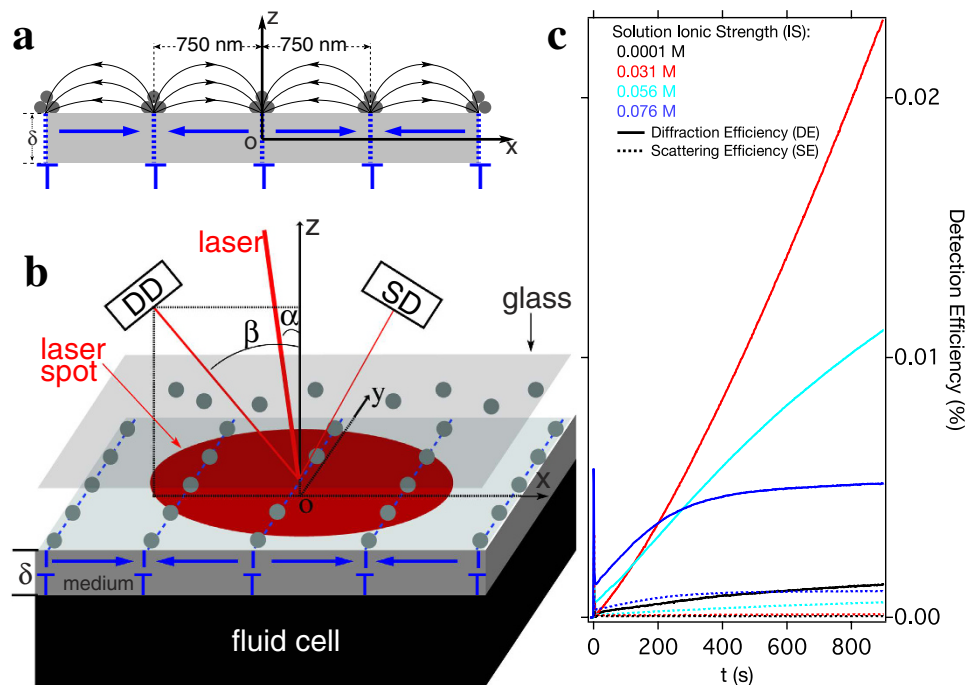 a
z
750 nm 750 nm
δ
o
x
b
z
laser
DD
SD
glass
α
β
laser
spot
y
x
o
δ
medium
fluid cell
c
Solution Ionic Strength (IS):
0.0001 M
0.031 M
0.056 M
0.076 M
Diffraction Efficiency (DE)
Scattering Efficiency (SE)
0.02
0.01
0.00
Detection Efficiency (%)
0 200 400 600 800
t (s)